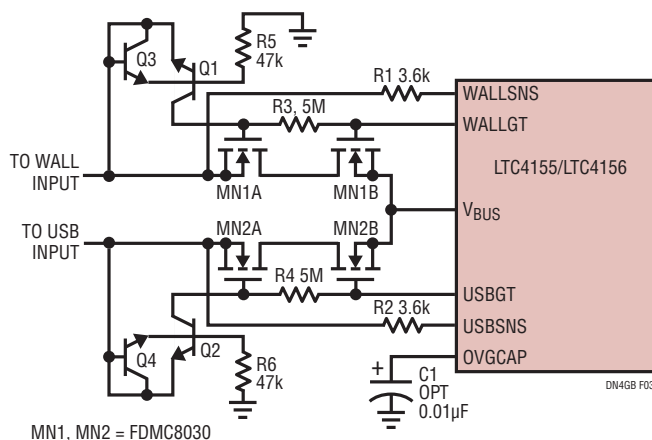 R5
47k
Q3
Q1
R1 3.6k
WALLSNS
R3, 5M
WALLGT
TO WALL
INPUT
MN1A
MN1B
LTC4155/LTC4156
VBUS
TO USB
INPUT
MN2A
MN2B
R4 5M
USBGT
R2 3.6k
USBSNS
Q4
Q2
R6
47k
OVGCAP
+
C1
OPT
0.01µF
DN4GB F03
MN1, MN2 = FDMC8030